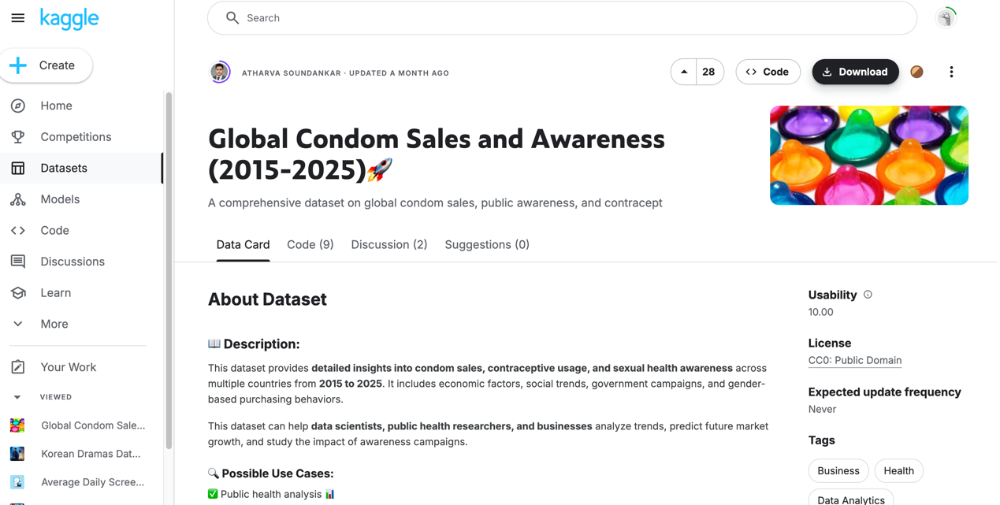 kaggle
Search
Create
Home
Competitions
Datasets
Models
Code
Discussions
Learn
More
Your Work
VIEWED
Global Condom Sale...
Korean Dramas Dat...
Average Daily Scree...
ATHARVA SOUNDANKAR · UPDATED A MONTH AGO
28
<> Code
Download
Global Condom Sales and Awareness
(2015-2025)🚀
A comprehensive dataset on global condom sales, public awareness, and contracept
Data Card Code (9) Discussion (2) Suggestions (0)
About Dataset
📖 Description:
This dataset provides detailed insights into condom sales, contraceptive usage, and sexual health awareness across
multiple countries from 2015 to 2025. It includes economic factors, social trends, government campaigns, and gender-
based purchasing behaviors.
This dataset can help data scientists, public health researchers, and businesses analyze trends, predict future market
growth, and study the impact of awareness campaigns.
🔍 Possible Use Cases:
✅ Public health analysis 📊
Usability
10.00
License
CC0: Public Domain
Expected update frequency
Never
Tags
Business Health
Data Analytics